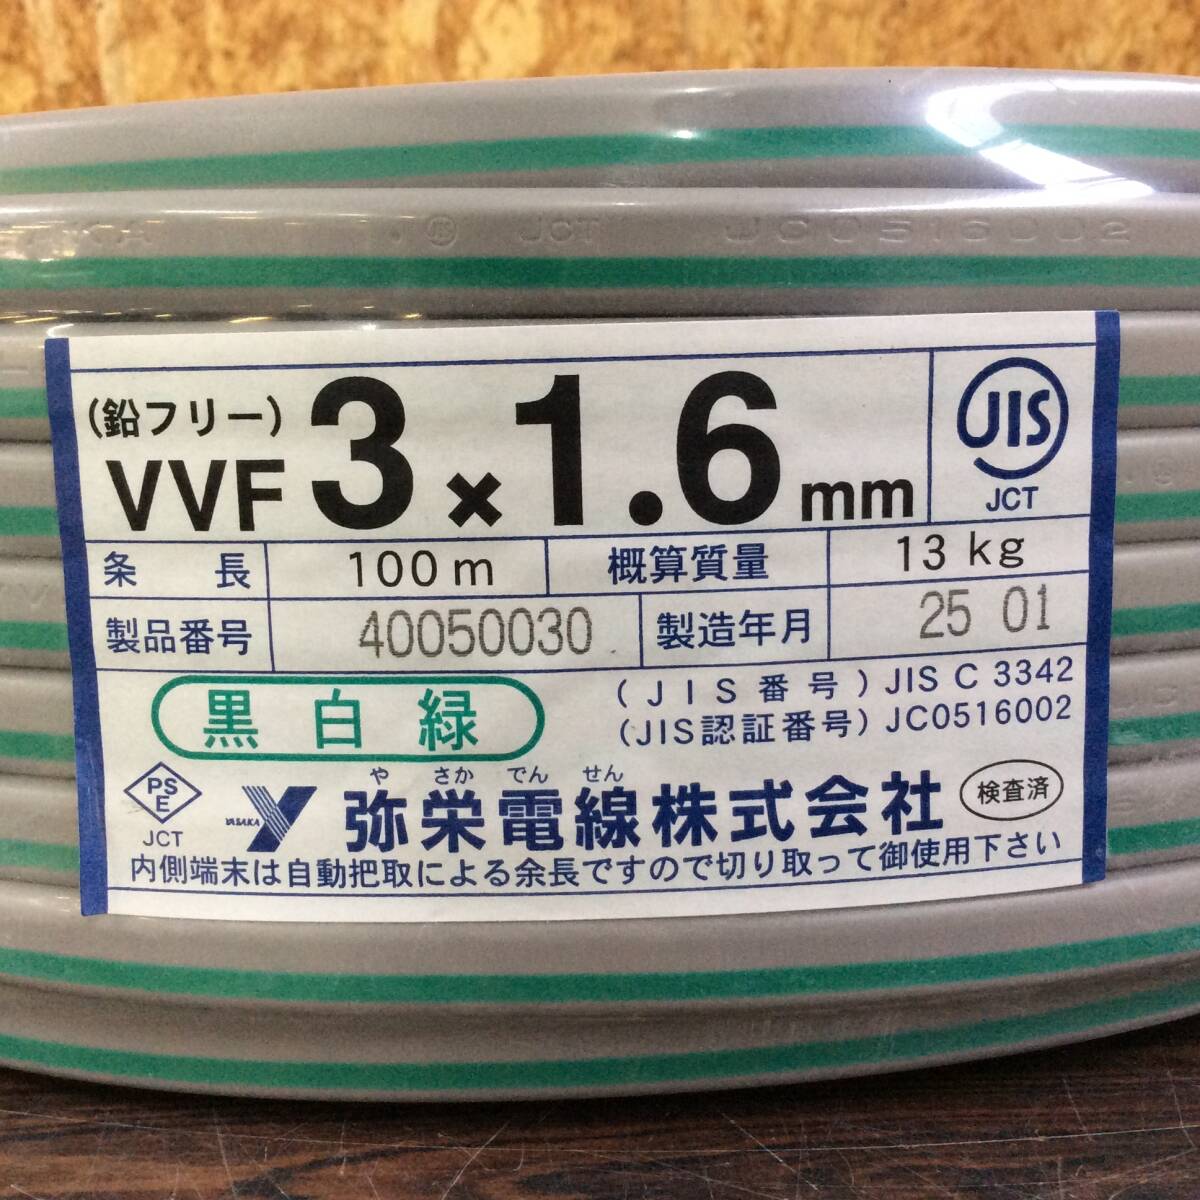 JCT JC0516002
(鉛フリー)
VVF 3×1.6mm
JIS
JCT
条長 100m 概算質量 13kg
製品番号 40050030 製造年月 25 01
黒 白 緑
(JIS番号) JIS C 3342
(JIS認証番号) JC0516002
PS
E
JCT
YASAKA
や さか でん せん
弥栄電線株式会社
検査済
内側端末は自動把取による余長ですので切り取って御使用下さい